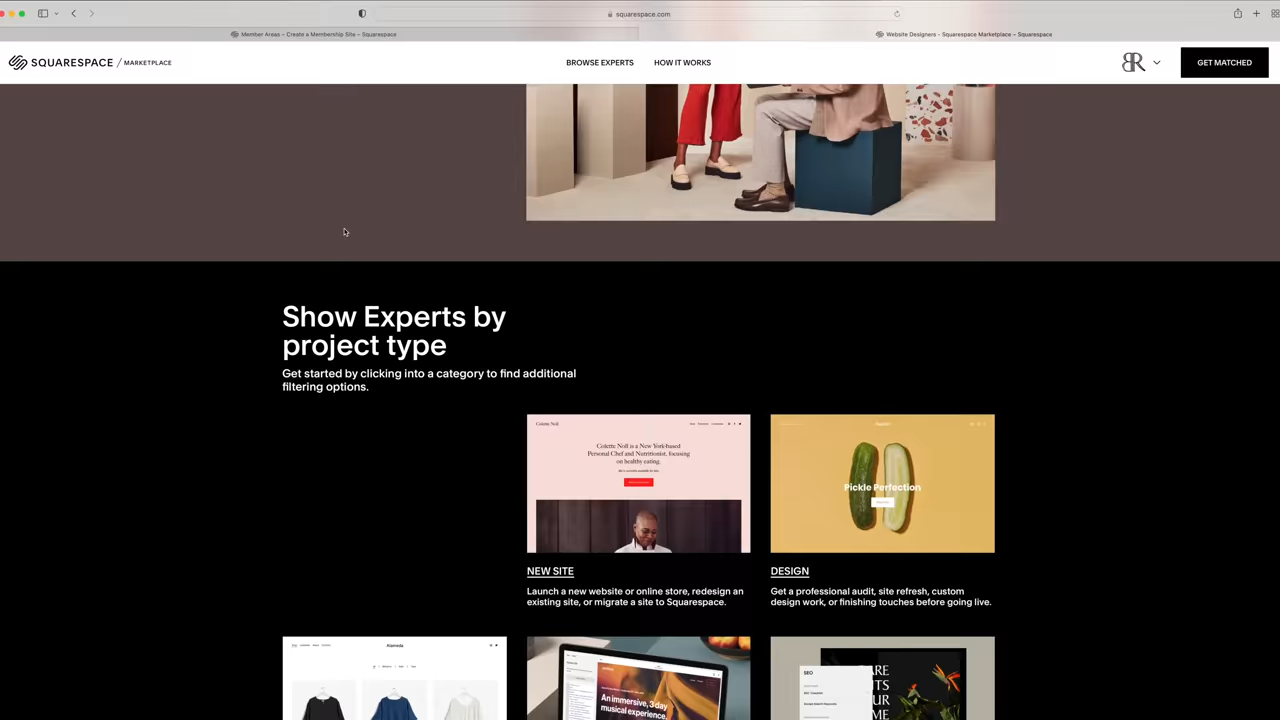 squarespace.com
Member Areas – Create a Membership Site – Squarespace
Website Designers - Squarespace Marketplace – Squarespace
SQUARESPACE / MARKETPLACE
BROWSE EXPERTS
HOW IT WORKS
GET MATCHED
Show Experts by
project type
Get started by clicking into a category to find additional
filtering options.
Colette Noll
Colette Noll is a New York-based
Personal Chef and Nutritionist, focusing
on healthy eating.
Pickle Perfection
NEW SITE
Launch a new website or online store, redesign an
existing site, or migrate a site to Squarespace.
DESIGN
Get a professional audit, site refresh, custom
design work, or finishing touches before going live.
Alameda
An immersive, 3 day
musical experience.
SEO